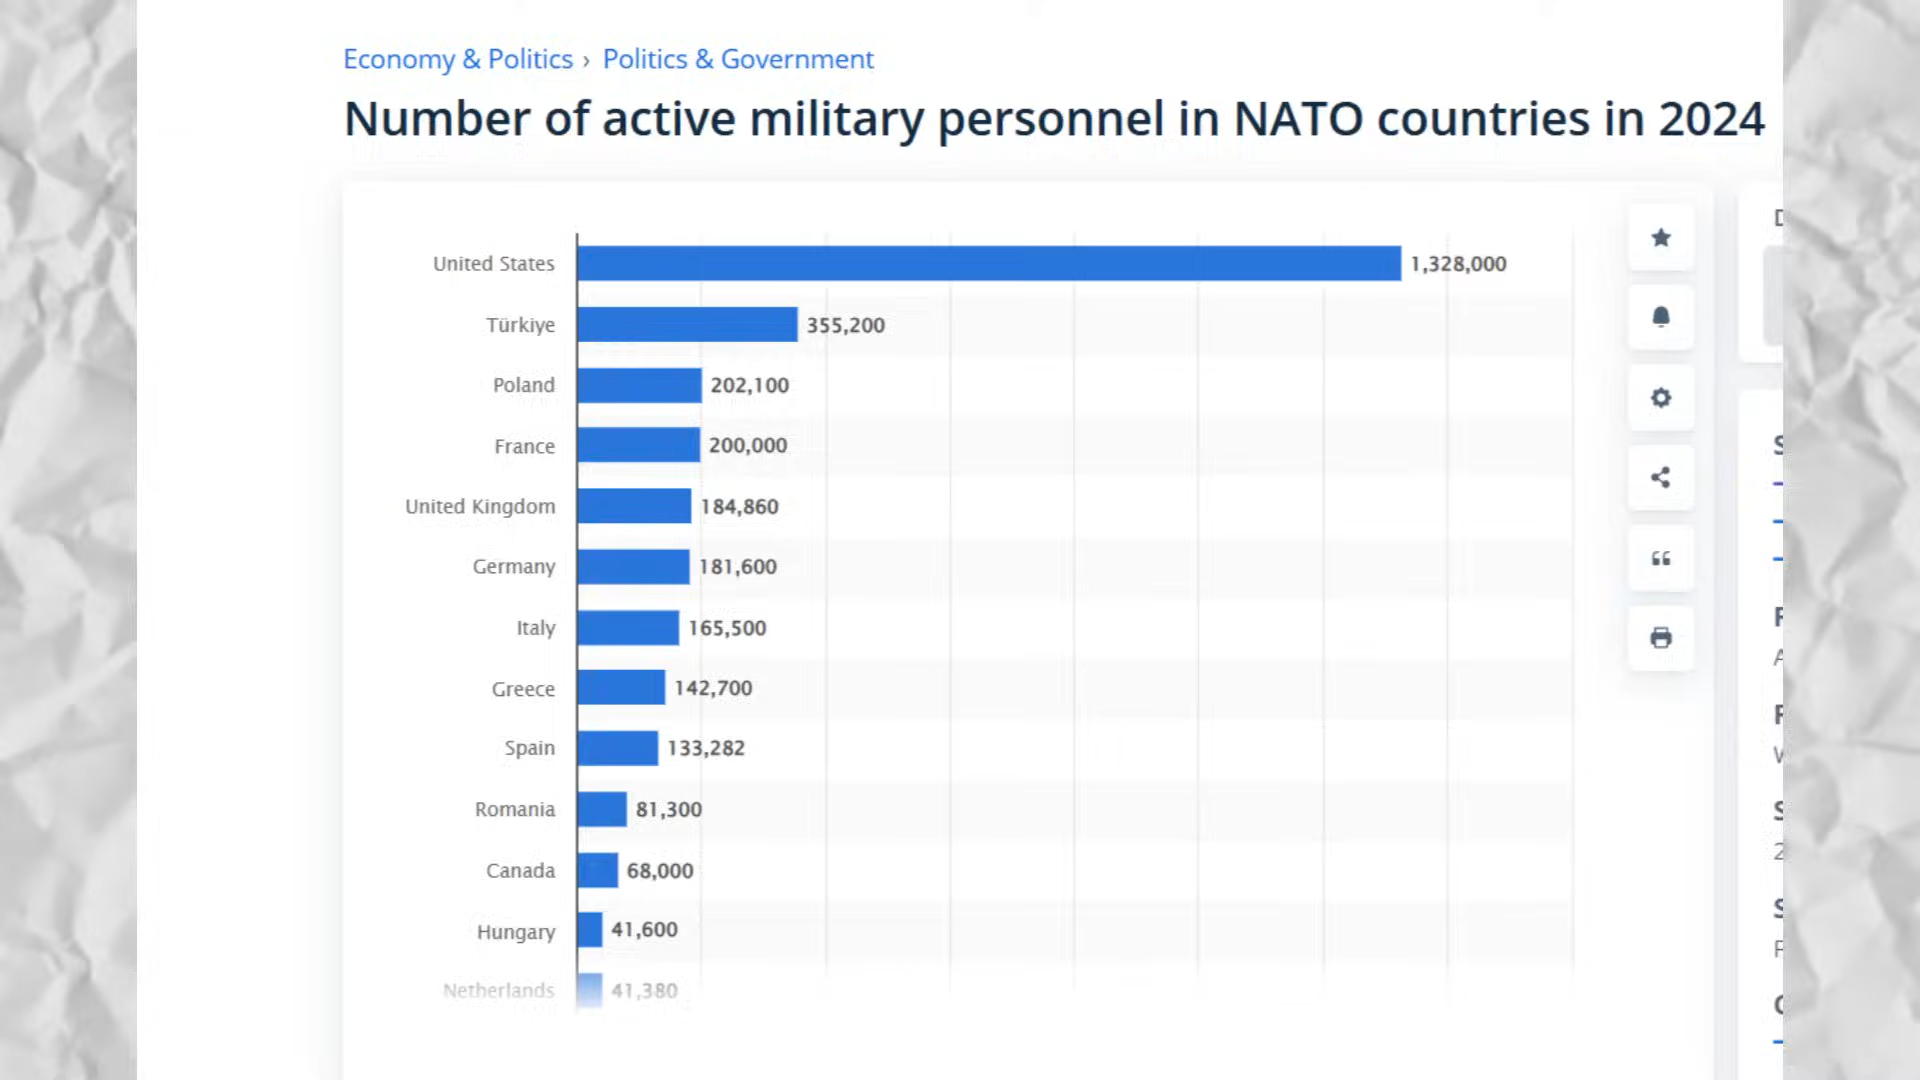 Economy & Politics › Politics & Government
Number of active military personnel in NATO countries in 2024
United States 1,328,000
Türkiye 355,200
Poland 202,100
France 200,000
United Kingdom 184,860
Germany 181,600
Italy 165,500
Greece 142,700
Spain 133,282
Romania 81,300
Canada 68,000
Hungary 41,600
Netherlands 41,380